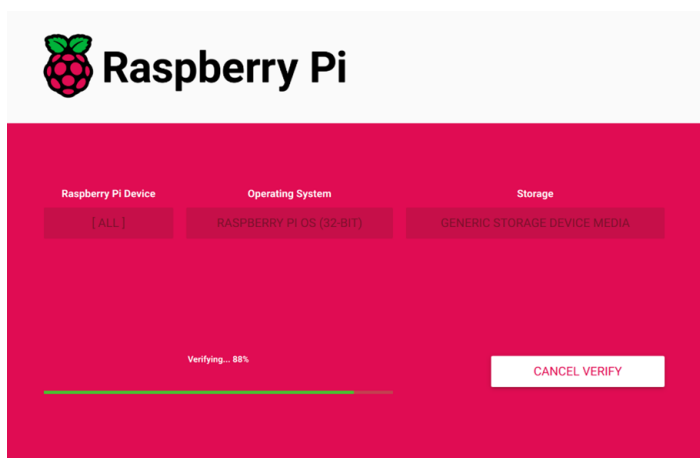 Raspberry Pi
Raspberry Pi Device
Operating System
Storage
[ ALL ]
RASPBERRY PI OS (32-BIT)
GENERIC STORAGE DEVICE MEDIA
Verifying... 88%
CANCEL VERIFY